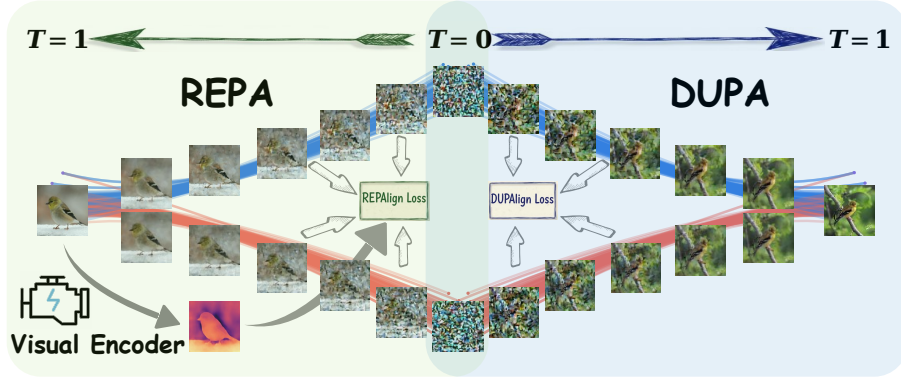 T = 1
T = 0
T = 1
REPA
DUPA
REPAlign Loss
DUPAlign Loss
Visual Encoder